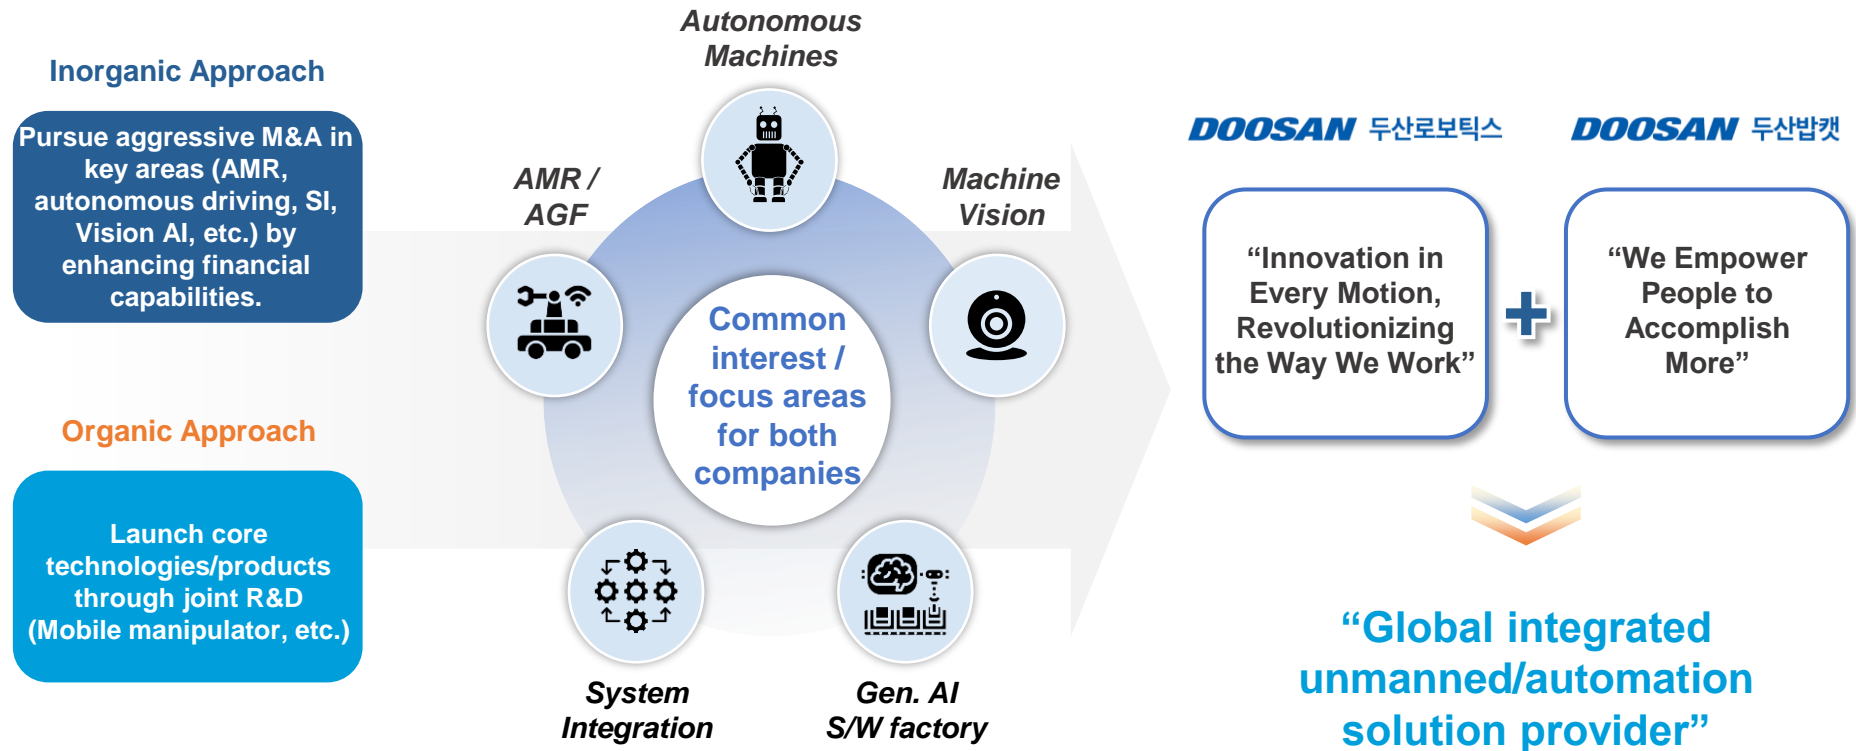 Inorganic Approach
Pursue aggressive M&A in
key areas (AMR,
autonomous driving, SI,
Vision AI, etc.) by
enhancing financial
capabilities.
Organic Approach
Launch core
technologies/products
through joint R&D
(Mobile manipulator, etc.)
Autonomous
Machines
AMR /
AGF
Machine
Vision
Common
interest /
focus areas
for both
companies
System
Integration
Gen. AI
S/W factory
DOOSAN 두산로보틱스
DOOSAN 두산밥캣
“Innovation in
Every Motion,
Revolutionizing
the Way We Work”
“We Empower
People to
Accomplish
More”
“Global integrated
unmanned/automation
solution provider”